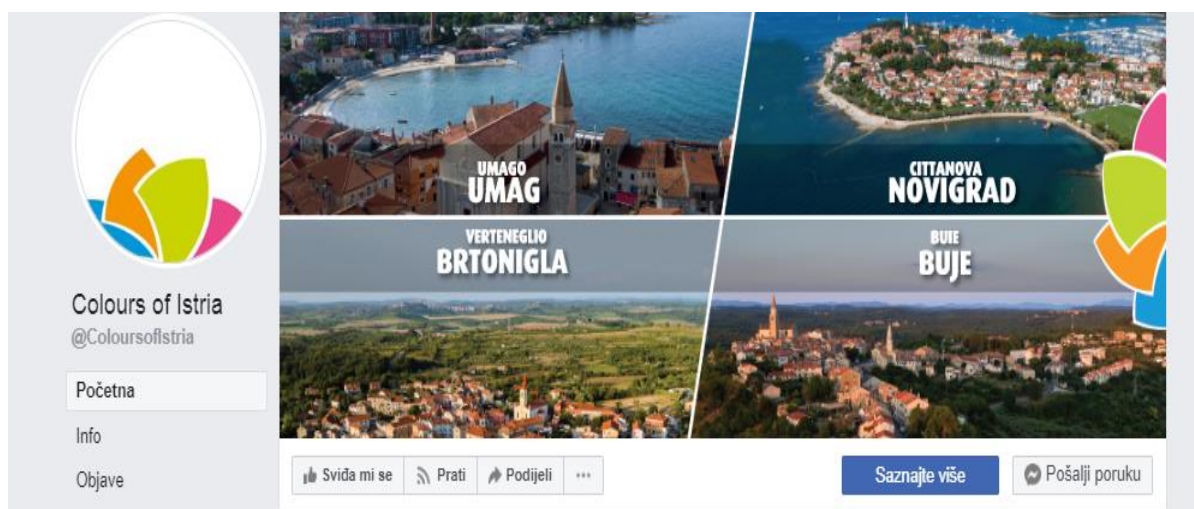 UMAGO
UMAG
CITTANOVA
NOVIGRAD
VERTENEGLIO
BRTONIGLA
BUIE
BUJE
Colours of Istria
@ColoursofIstria
Početna
Info
Objave
Sviđa mi se
Prati
Podijeli
Saznajte više
Pošalji poruku